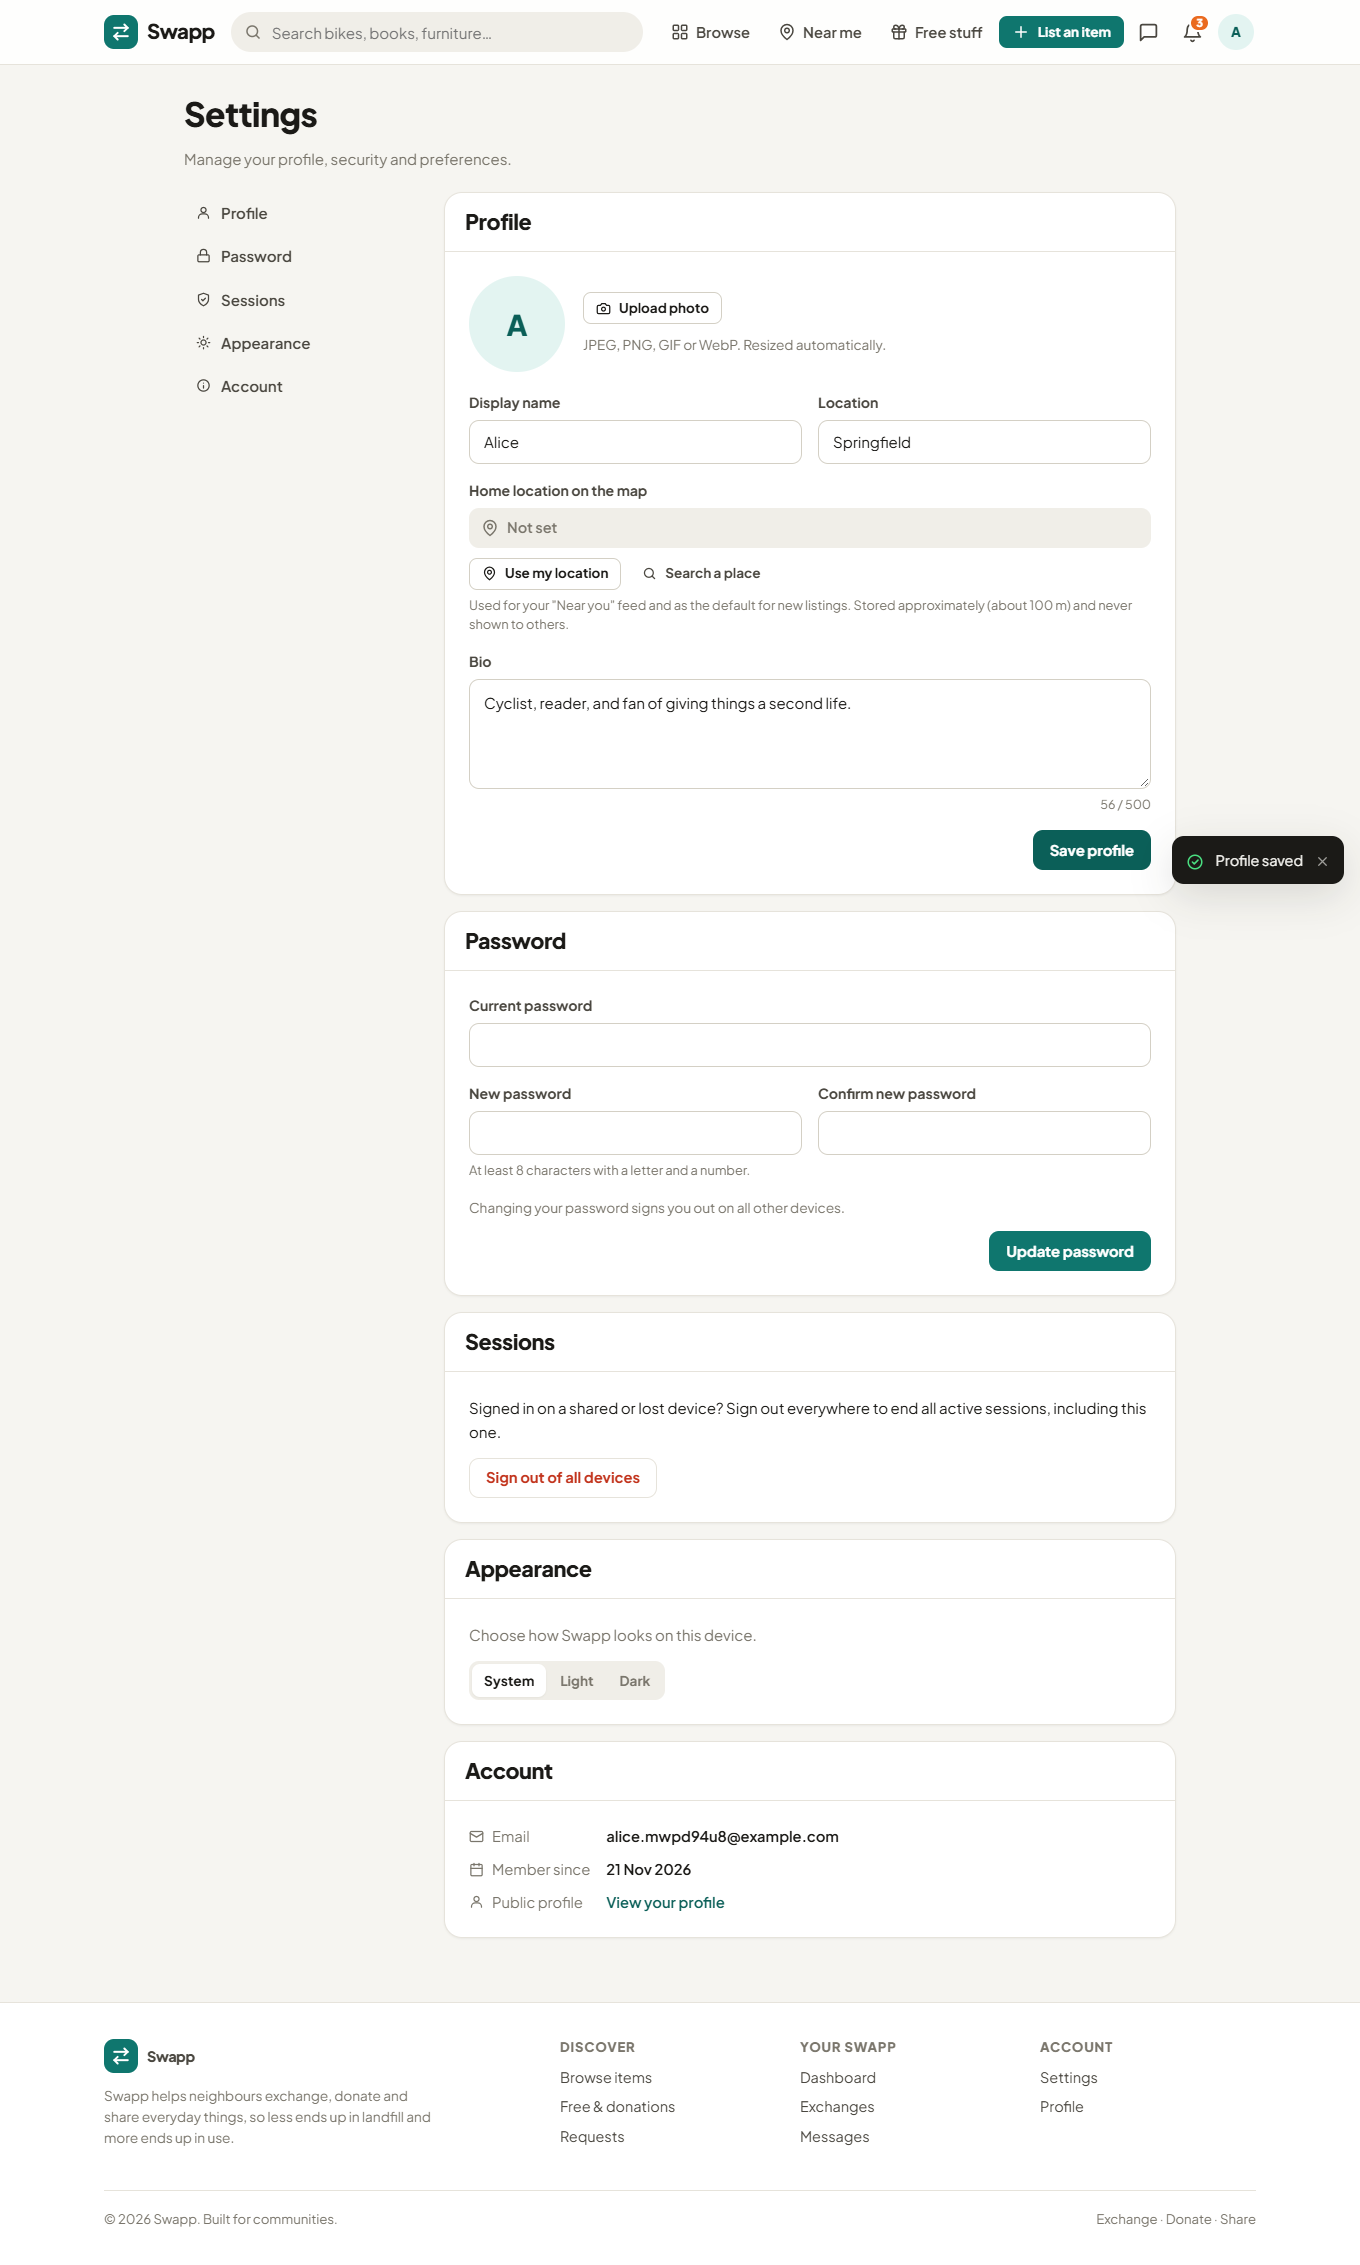 Swapp
Search bikes, books, furniture...
Browse
Near me
Free stuff
List an item
3
A
Settings
Manage your profile, security and preferences.
Profile
Password
Sessions
Appearance
Account
Profile
A
Upload photo
JPEG, PNG, GIF or WebP. Resized automatically.
Display name
Location
Alice
Springfield
Home location on the map
Not set
Use my location
Search a place
Used for your "Near you" feed and as the default for new listings. Stored approximately (about 100 m) and never
shown to others.
Bio
Cyclist, reader, and fan of giving things a second life.
56 / 500
Save profile
Profile saved
Password
Current password
New password
Confirm new password
At least 8 characters with a letter and a number.
Changing your password signs you out on all other devices.
Update password
Sessions
Signed in on a shared or lost device? Sign out everywhere to end all active sessions, including this
one.
Sign out of all devices
Appearance
Choose how Swapp looks on this device.
System
Light
Dark
Account
Email
alice.mwpd94u8@example.com
Member since
21 Nov 2026
Public profile
View your profile
Swapp
Swapp helps neighbours exchange, donate and
share everyday things, so less ends up in landfill and
more ends up in use.
DISCOVER
Browse items
Free & donations
Requests
YOUR SWAPP
Dashboard
Exchanges
Messages
ACCOUNT
Settings
Profile
© 2026 Swapp. Built for communities.
Exchange · Donate · Share